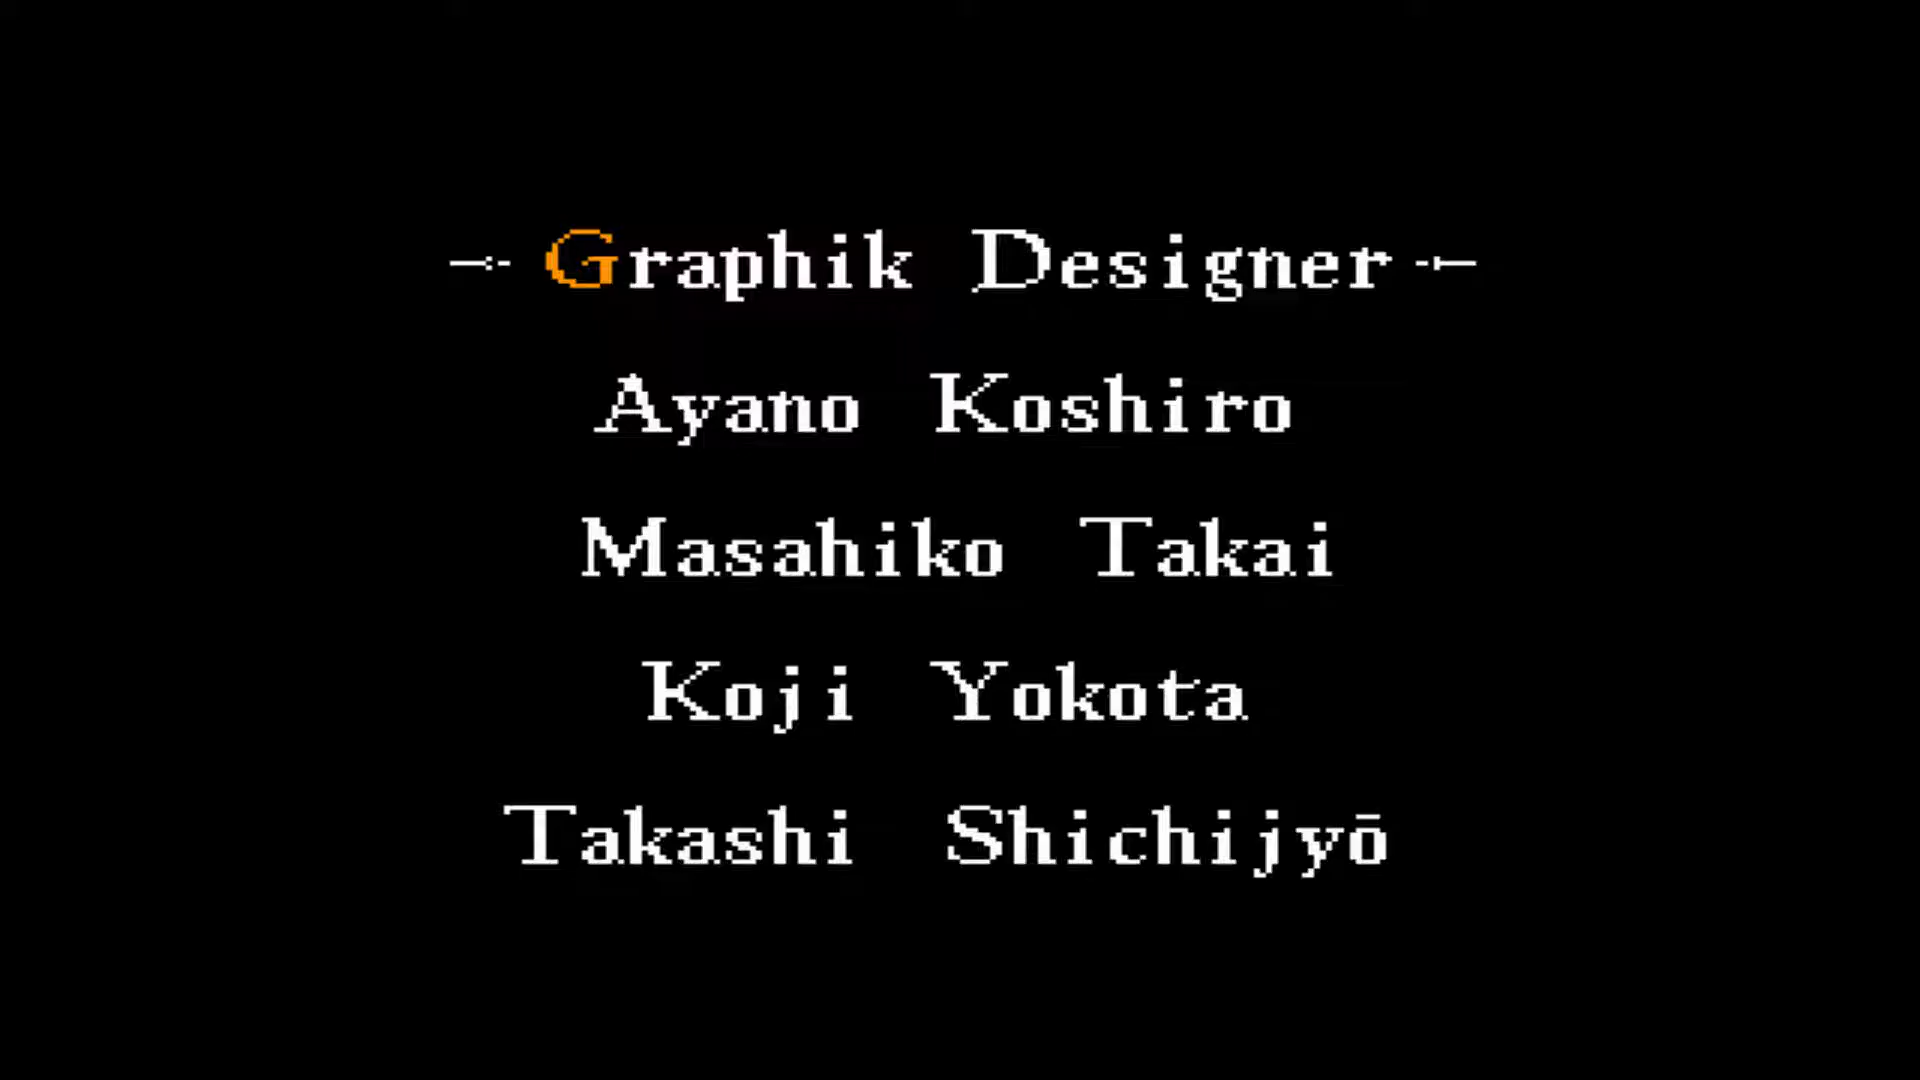 Graphik Designer
Ayano Koshiro
Masahiko Takai
Koji Yokota
Takashi Shichijyō